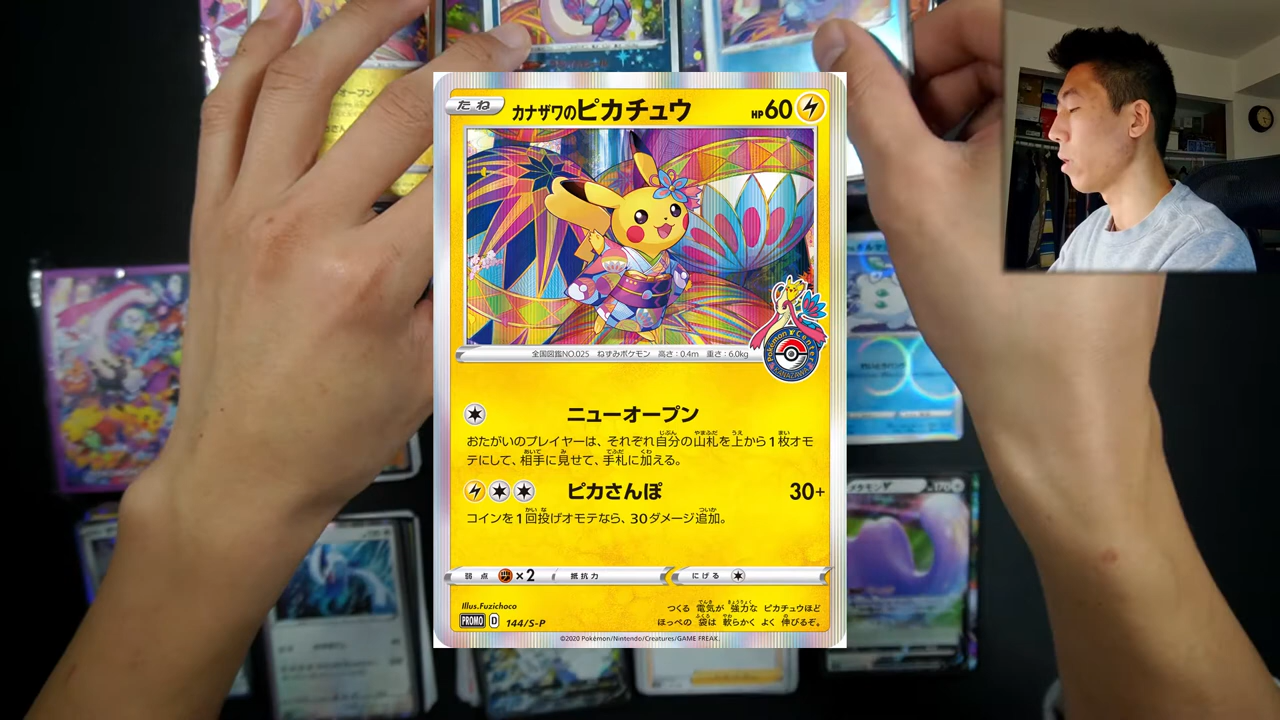 たね カナザワのピカチュウ HP60
Pokémon Center
KANAZAWA
全国図鑑NO.025 ねずみポケモン 高さ:0.4m 重さ:6.0kg
ニューオープン
おたがいのプレイヤーは、それぞれ自分の山札を上から1枚オモ
テにして、相手に見せて、手札に加える。
ピカさんぽ 30+
コインを1回投げオモテなら、30ダメージ追加。
弱点 ×2 抵抗力 にげる
Illus.Fuzichoco
PROMO D 144/S-P
つくる 電気が 強力な ピカチュウほど
ほっぺの 袋は 軟らかく よく 伸びるぞ。
©2020 Pokémon/Nintendo/Creatures/GAME FREAK.
オープン
170